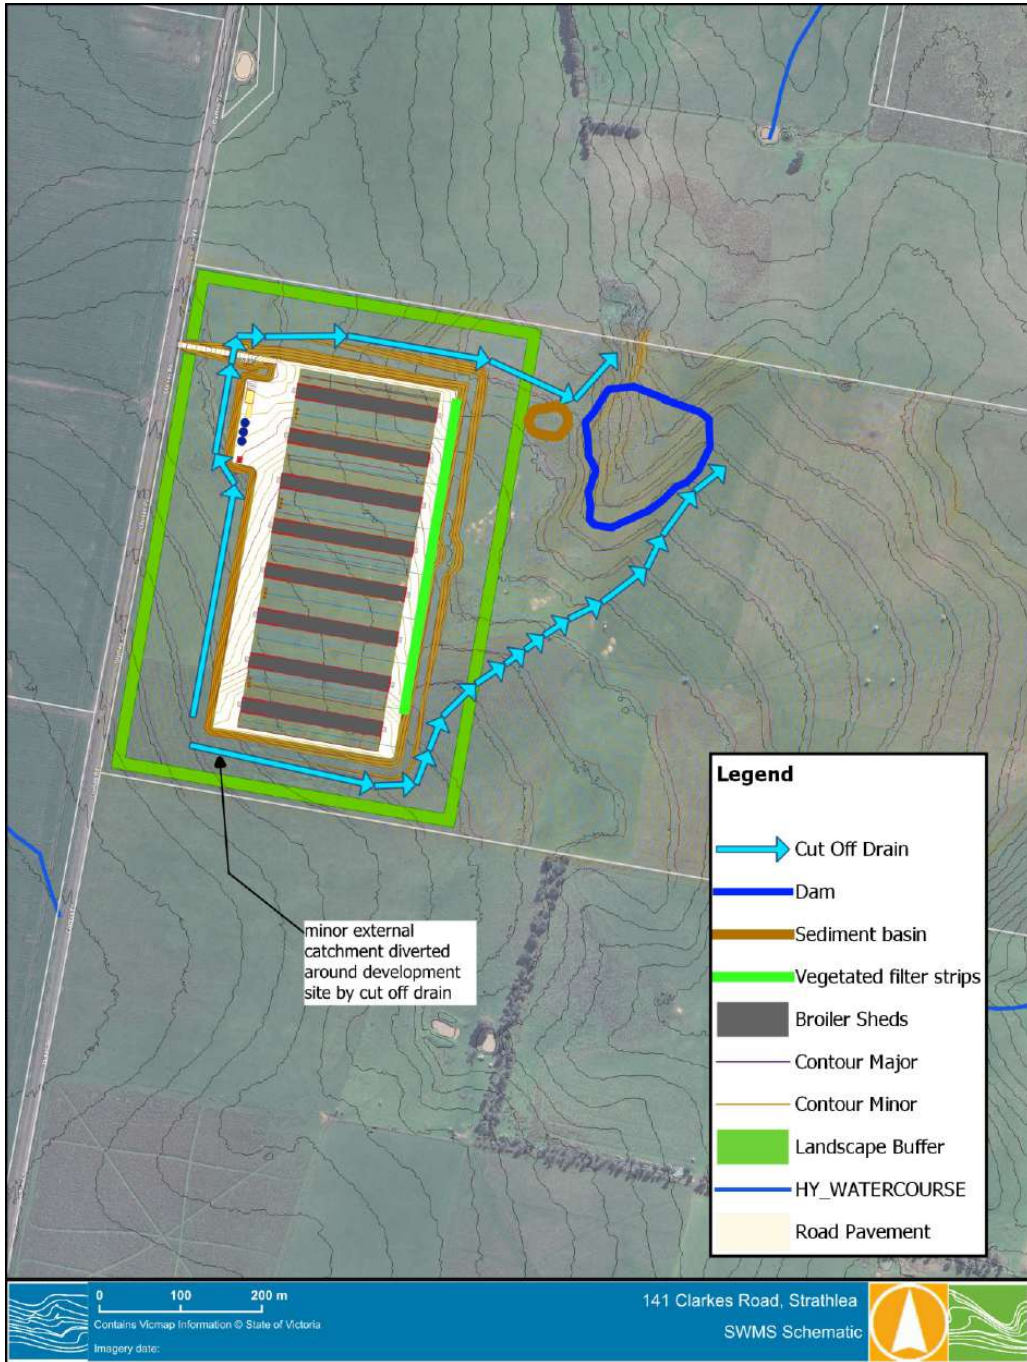 minor external
catchment diverted
around development
site by cut off drain
Legend
Cut Off Drain
Dam
Sediment basin
Vegetated filter strips
Broiler Sheds
Contour Major
Contour Minor
Landscape Buffer
HY_WATERCOURSE
Road Pavement
0 100 200 m
Contains Vicmap Information © State of Victoria
Imagery date:
141 Clarkes Road, Strathlea
SWMS Schematic